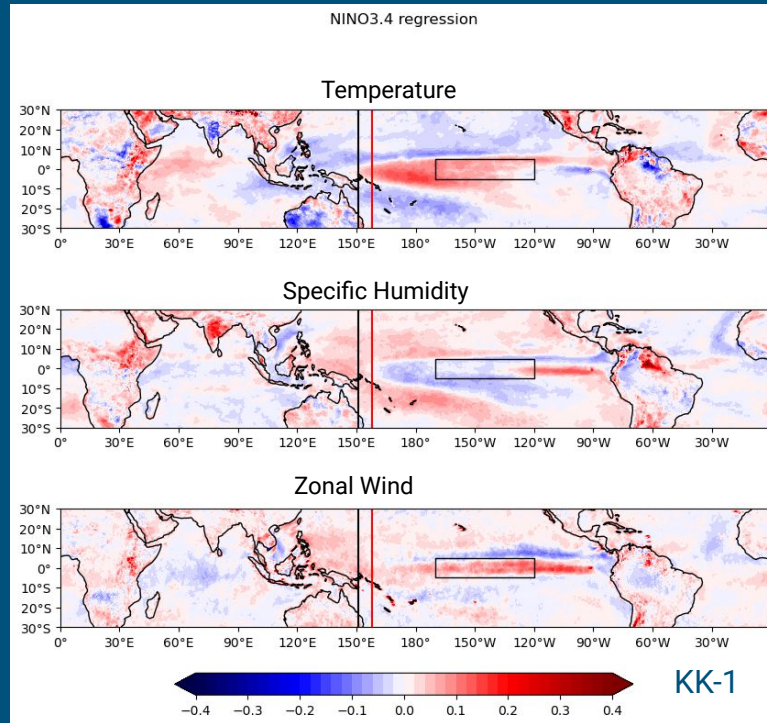 NINO3.4 regression
Temperature
30°N
20°N
10°N
0°
10°S
20°S
30°S
0° 30°E 60°E 90°E 120°E 150°E 180° 150°W 120°W 90°W 60°W 30°W
Specific Humidity
30°N
20°N
10°N
0°
10°S
20°S
30°S
0° 30°E 60°E 90°E 120°E 150°E 180° 150°W 120°W 90°W 60°W 30°W
Zonal Wind
30°N
20°N
10°N
0°
10°S
20°S
30°S
0° 30°E 60°E 90°E 120°E 150°E 180° 150°W 120°W 90°W 60°W 30°W
−0.4 −0.3 −0.2 −0.1 0.0 0.1 0.2 0.3 0.4
KK-1